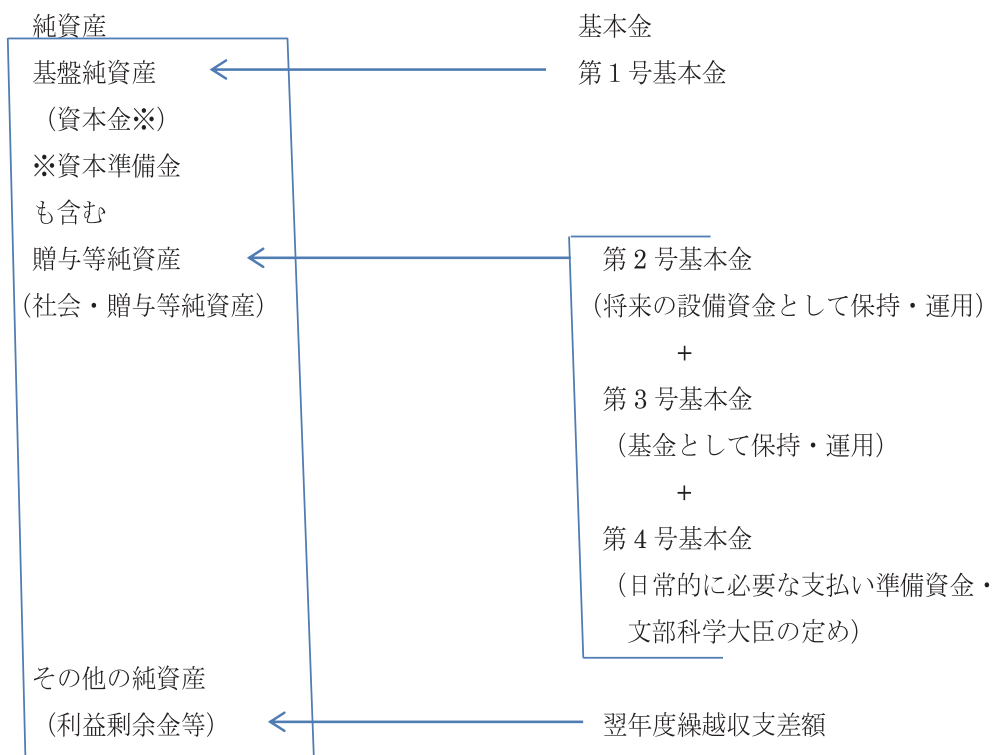 純資産
基本金
基盤純資産
第1号基本金
（資本金※）
※資本準備金
も含む
贈与等純資産
（社会・贈与等純資産）
第2号基本金
（将来の設備資金として保持・運用）
+
第3号基本金
（基金として保持・運用）
+
第4号基本金
（日常的に必要な支払い準備資金・
文部科学大臣の定め）
その他の純資産
（利益剰余金等）
翌年度繰越収支差額